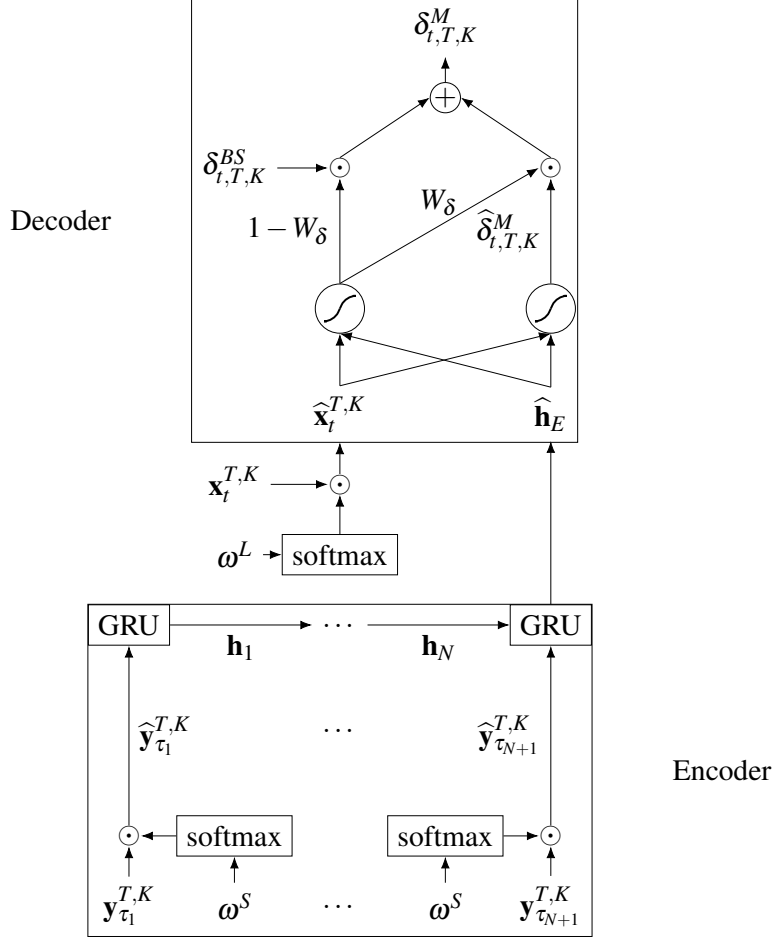 δ^M_{t,T,K}
+
δ^{BS}_{t,T,K}
W_δ
Decoder
1 − W_δ
δ̂^M_{t,T,K}
x̂^{T,K}_t
ĥ_E
x^{T,K}_t
ω^L softmax
GRU ··· GRU
h_1 h_N
ŷ^{T,K}_{τ_1} ··· ŷ^{T,K}_{τ_{N+1}}
Encoder
softmax softmax
y^{T,K}_{τ_1} ω^S ··· ω^S y^{T,K}_{τ_{N+1}}